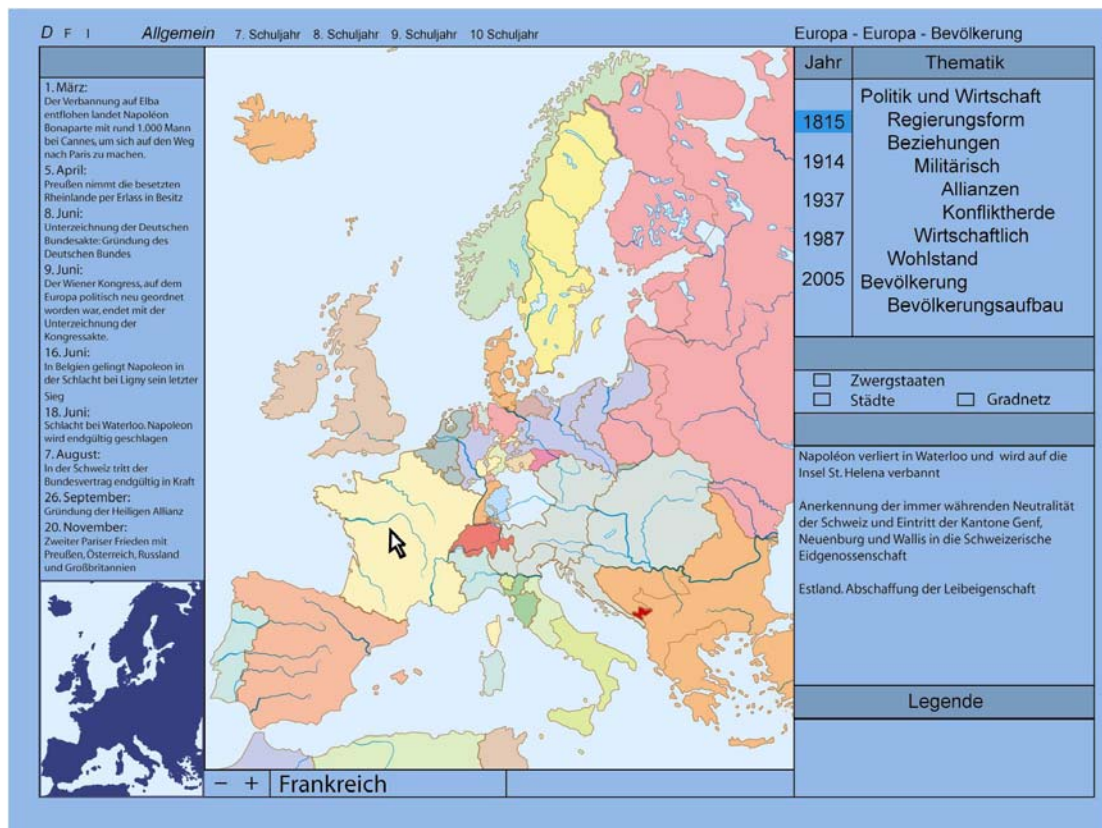 D F I Allgemein 7. Schuljahr 8. Schuljahr 9. Schuljahr 10 Schuljahr
Europa - Europa - Bevölkerung
1. März:
Der Verbannung auf Elba
entflohen landet Napoléon
Bonaparte mit rund 1.000 Mann
bei Cannes, um sich auf den Weg
nach Paris zu machen.
5. April:
Preußen nimmt die besetzten
Rheinlande per Erlass in Besitz
8. Juni:
Unterzeichnung der Deutschen
Bundesakte: Gründung des
Deutschen Bundes
9. Juni:
Der Wiener Kongress, auf dem
Europa politisch neu geordnet
worden war, endet mit der
Unterzeichnung der
Kongressakte.
16. Juni:
In Belgien gelingt Napoleon in
der Schlacht bei Ligny sein letzter
Sieg
18. Juni:
Schlacht bei Waterloo. Napoleon
wird endgültig geschlagen
7. August:
In der Schweiz tritt der
Bundesvertrag endgültig in Kraft
26. September:
Gründung der Heiligen Allianz
20. November:
Zweiter Pariser Frieden mit
Preußen, Österreich, Russland
und Großbritannien
- + Frankreich
Jahr
1815
1914
1937
1987
2005
Thematik
Politik und Wirtschaft
Regierungsform
Beziehungen
Militärisch
Allianzen
Konfliktherde
Wirtschaftlich
Wohlstand
Bevölkerung
Bevölkerungsaufbau
Zwergstaaten
Städte Gradnetz
Napoléon verliert in Waterloo und wird auf die
Insel St. Helena verbannt
Anerkennung der immer währenden Neutralität
der Schweiz und Eintritt der Kantone Genf,
Neuenburg und Wallis in die Schweizerische
Eidgenossenschaft
Estland. Abschaffung der Leibeigenschaft
Legende